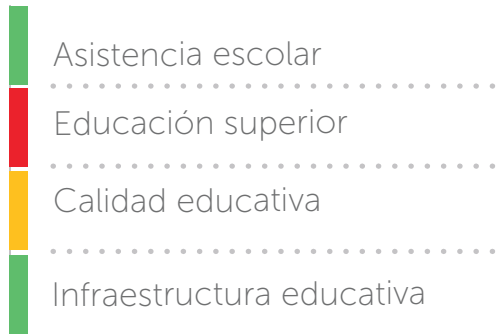 Asistencia escolar
Educación superior
Calidad educativa
Infraestructura educativa